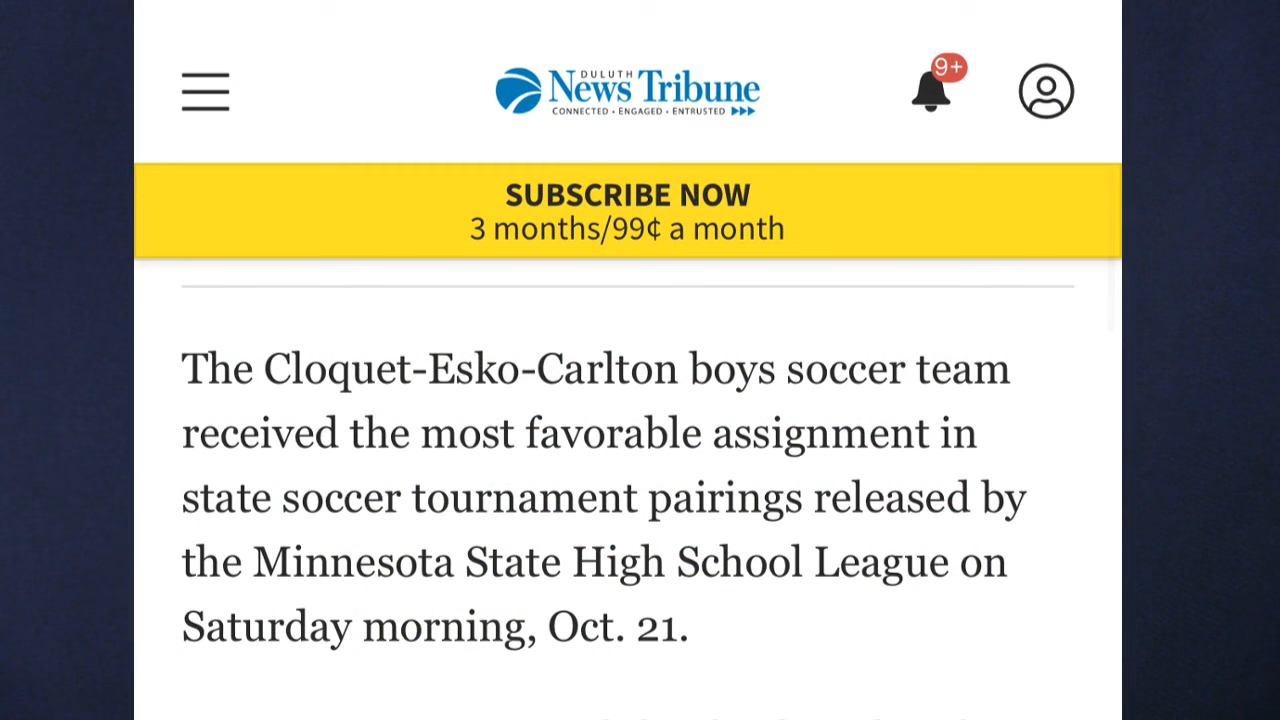 DULUTH
News Tribune
CONNECTED • ENGAGED • ENTRUSTED
9+
SUBSCRIBE NOW
3 months/99¢ a month
The Cloquet-Esko-Carlton boys soccer team
received the most favorable assignment in
state soccer tournament pairings released by
the Minnesota State High School League on
Saturday morning, Oct. 21.